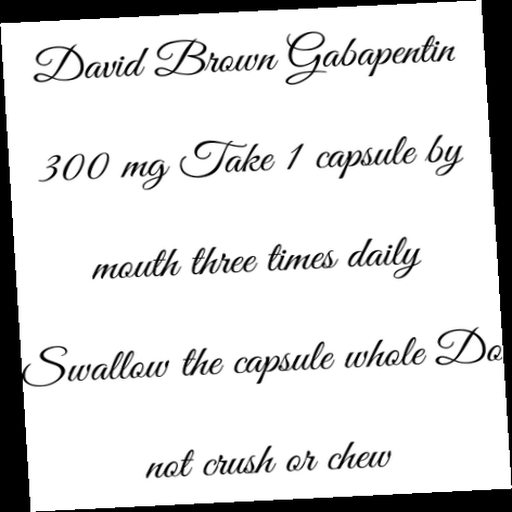 David Brown Gabapentin
300 mg Take 1 capsule by
mouth three times daily
Swallow the capsule whole Do
not crush or chew